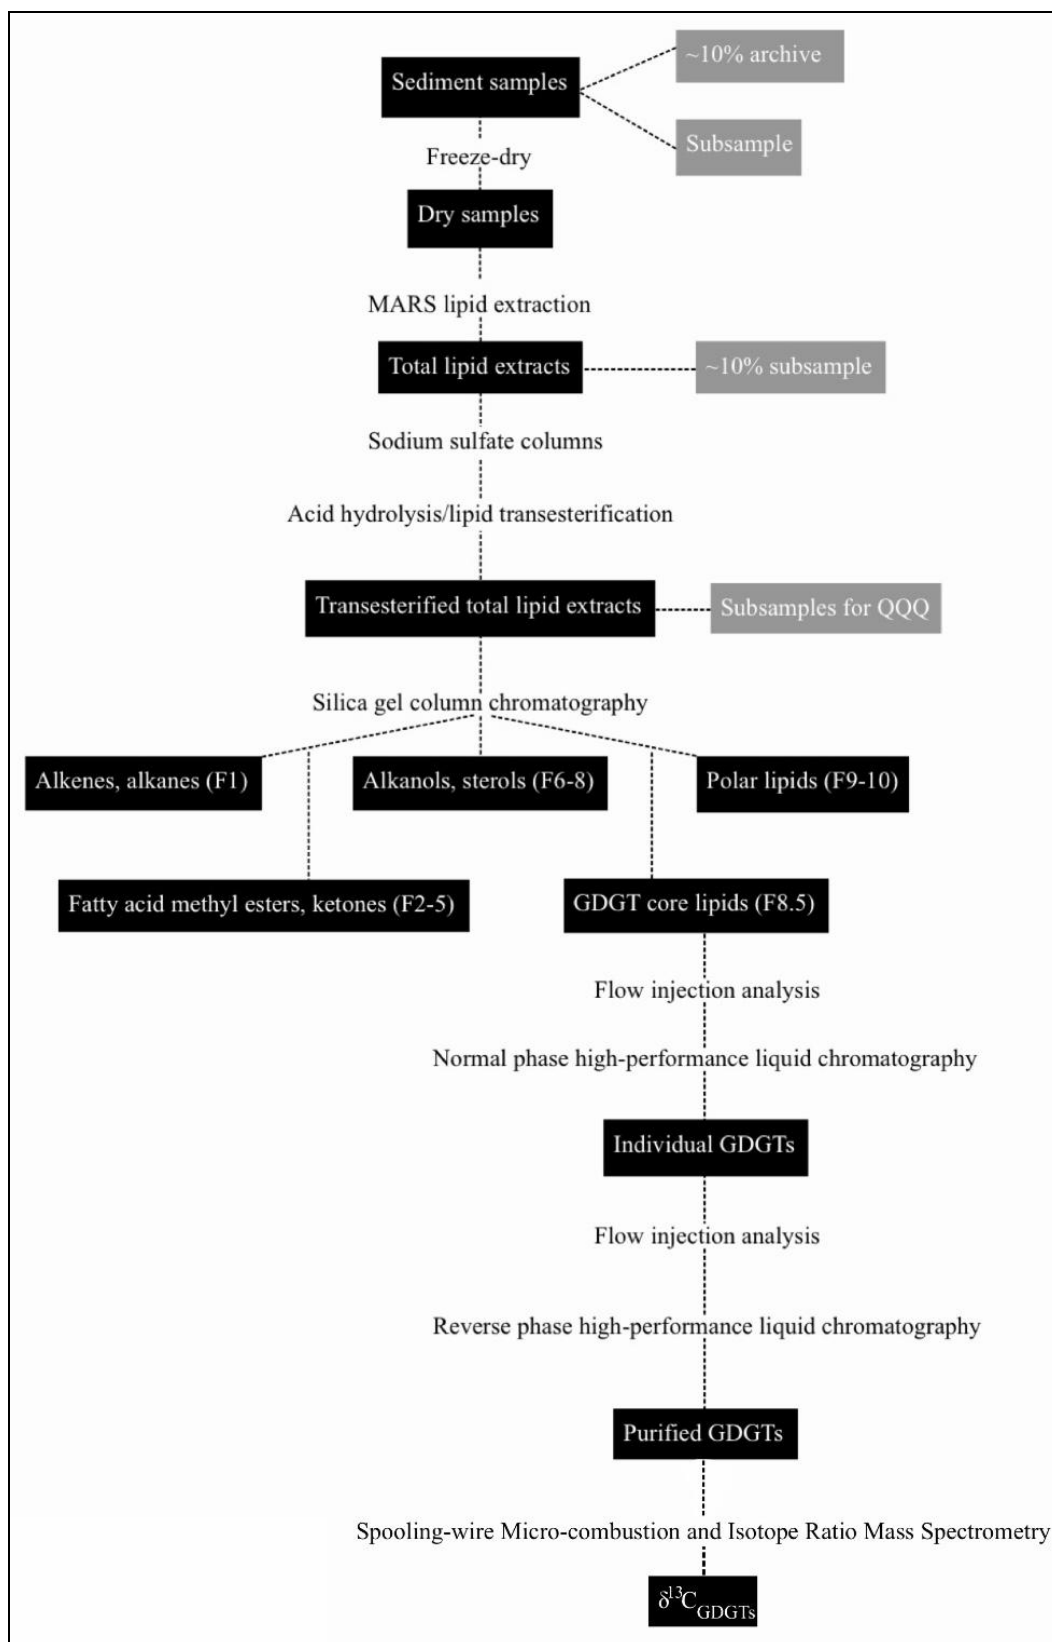 ~10% archive
Sediment samples
Subsample
Freeze-dry
Dry samples
MARS lipid extraction
Total lipid extracts
~10% subsample
Sodium sulfate columns
Acid hydrolysis/lipid transesterification
Transesterified total lipid extracts
Subsamples for QQQ
Silica gel column chromatography
Alkenes, alkanes (F1)
Alkanols, sterols (F6-8)
Polar lipids (F9-10)
Fatty acid methyl esters, ketones (F2-5)
GDGT core lipids (F8.5)
Flow injection analysis
Normal phase high-performance liquid chromatography
Individual GDGTs
Flow injection analysis
Reverse phase high-performance liquid chromatography
Purified GDGTs
Spooling-wire Micro-combustion and Isotope Ratio Mass Spectrometry
δ¹³C GDGTs